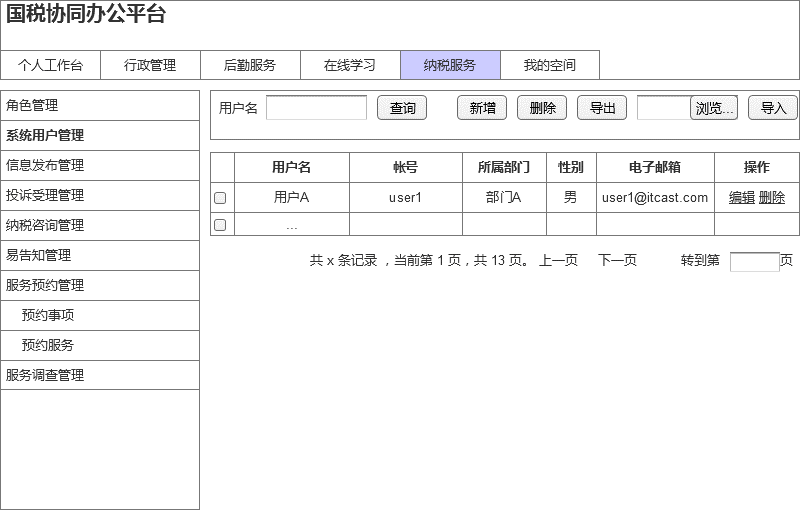 国税协同办公平台
个人工作台 行政管理 后勤服务 在线学习 纳税服务 我的空间
角色管理
系统用户管理
信息发布管理
投诉受理管理
纳税咨询管理
易告知管理
服务预约管理
预约事项
预约服务
服务调查管理
用户名 查询 新增 删除 导出 浏览... 导入
用户名 帐号 所属部门 性别 电子邮箱 操作
用户A user1 部门A 男 user1@itcast.com 编辑 删除
...
共 x 条记录 ，当前第 1 页，共 13 页。 上一页 下一页 转到第 页